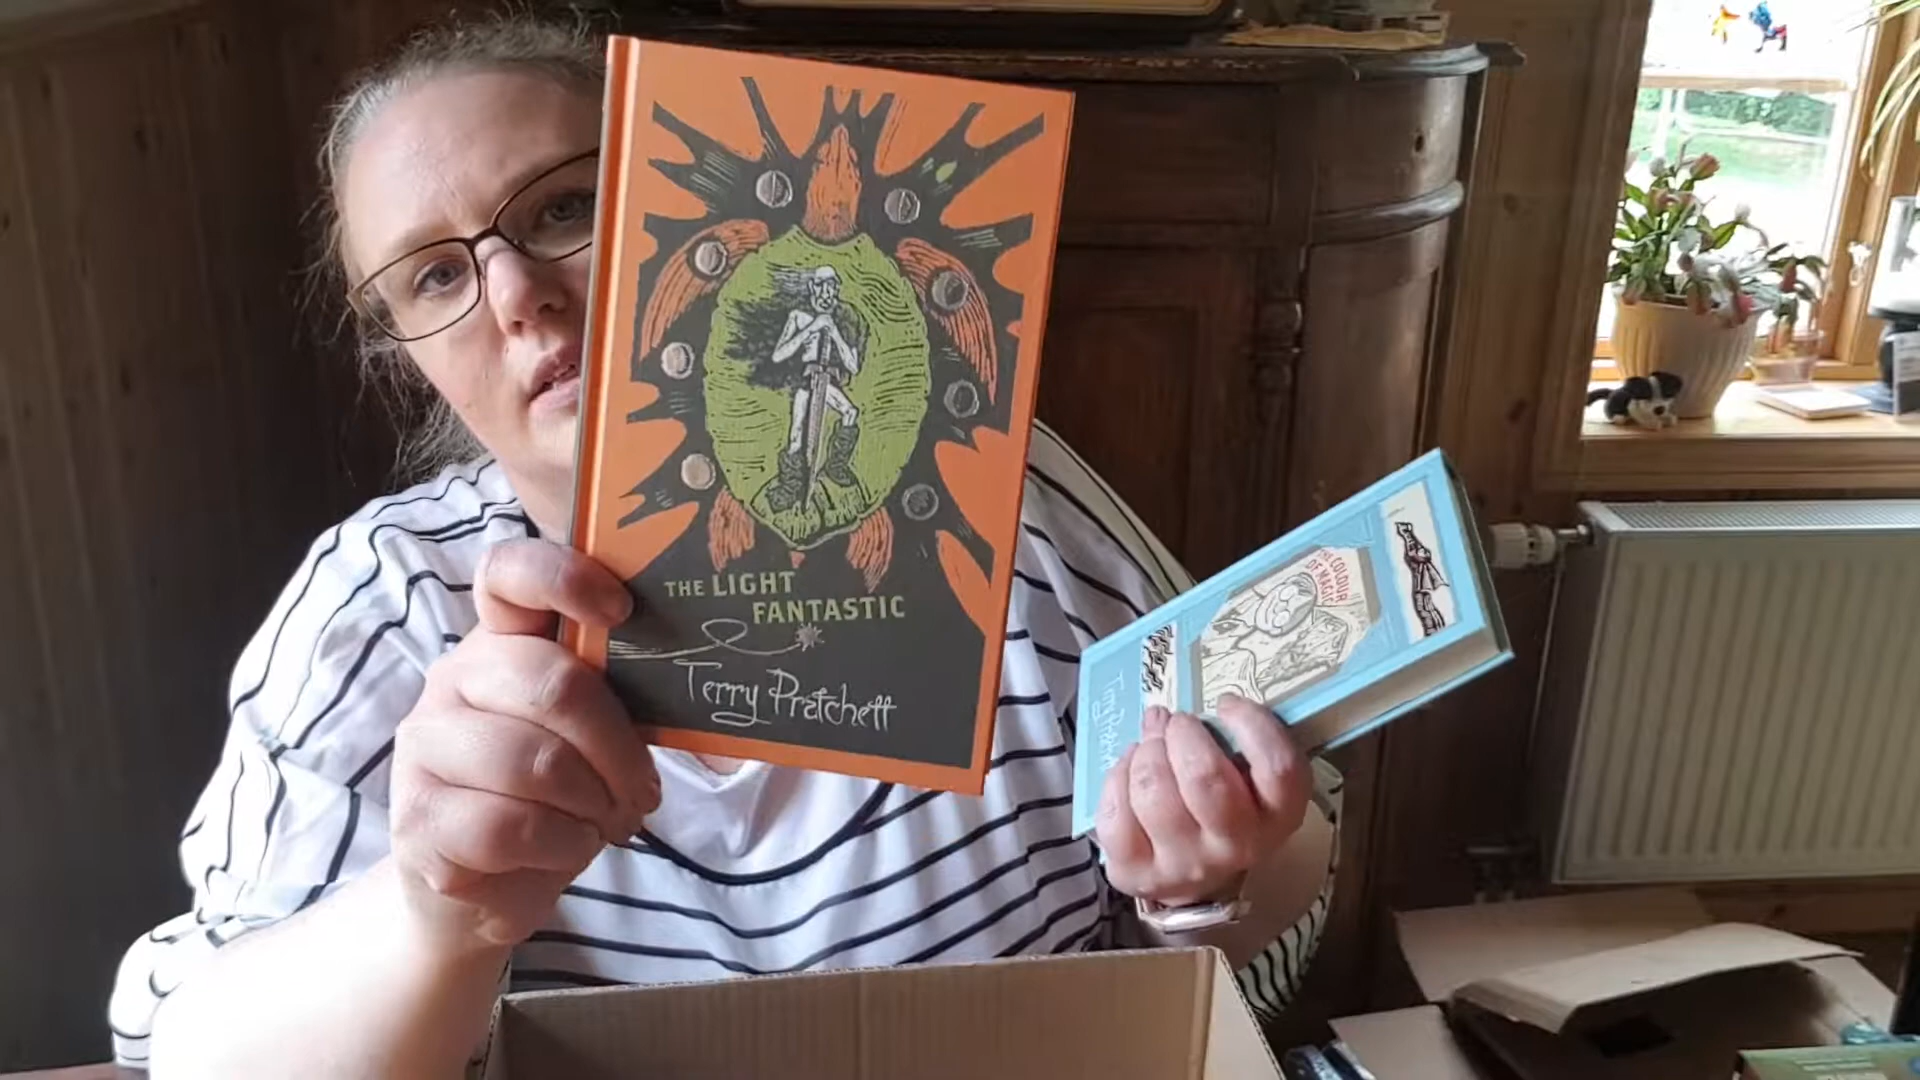 THE LIGHT
FANTASTIC
Terry Pratchett
THE COLOUR
OF MAGIC
Terry Pratchett